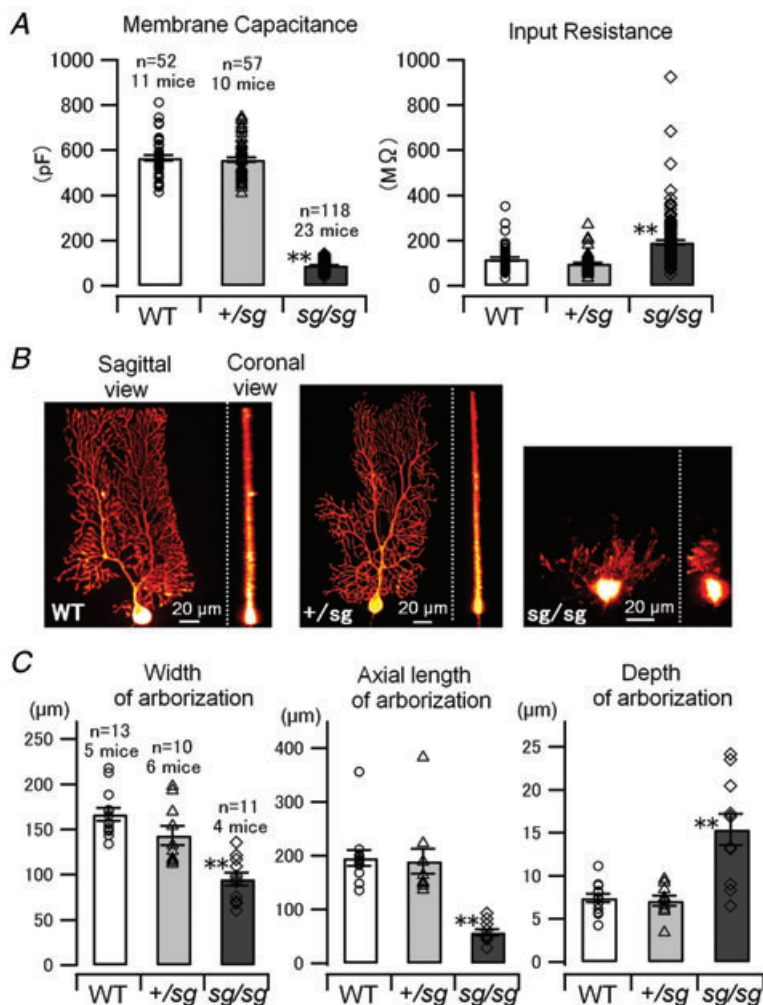 A
Membrane Capacitance
Input Resistance
1000
800
600
400
200
0
(pF)
n=52
11 mice
n=57
10 mice
n=118
23 mice
**
WT
+/sg
sg/sg
1000
800
600
400
200
0
(MΩ)
**
WT
+/sg
sg/sg
B
Sagittal
view
Coronal
view
WT
20 µm
+/sg
20 µm
sg/sg
20 µm
C
Width
of arborization
(µm)
250
200
150
100
50
0
n=13
5 mice
n=10
6 mice
n=11
4 mice
**
WT
+/sg
sg/sg
Axial length
of arborization
(µm)
400
300
200
100
0
**
WT
+/sg
sg/sg
Depth
of arborization
(µm)
25
20
15
10
5
0
**
WT
+/sg
sg/sg